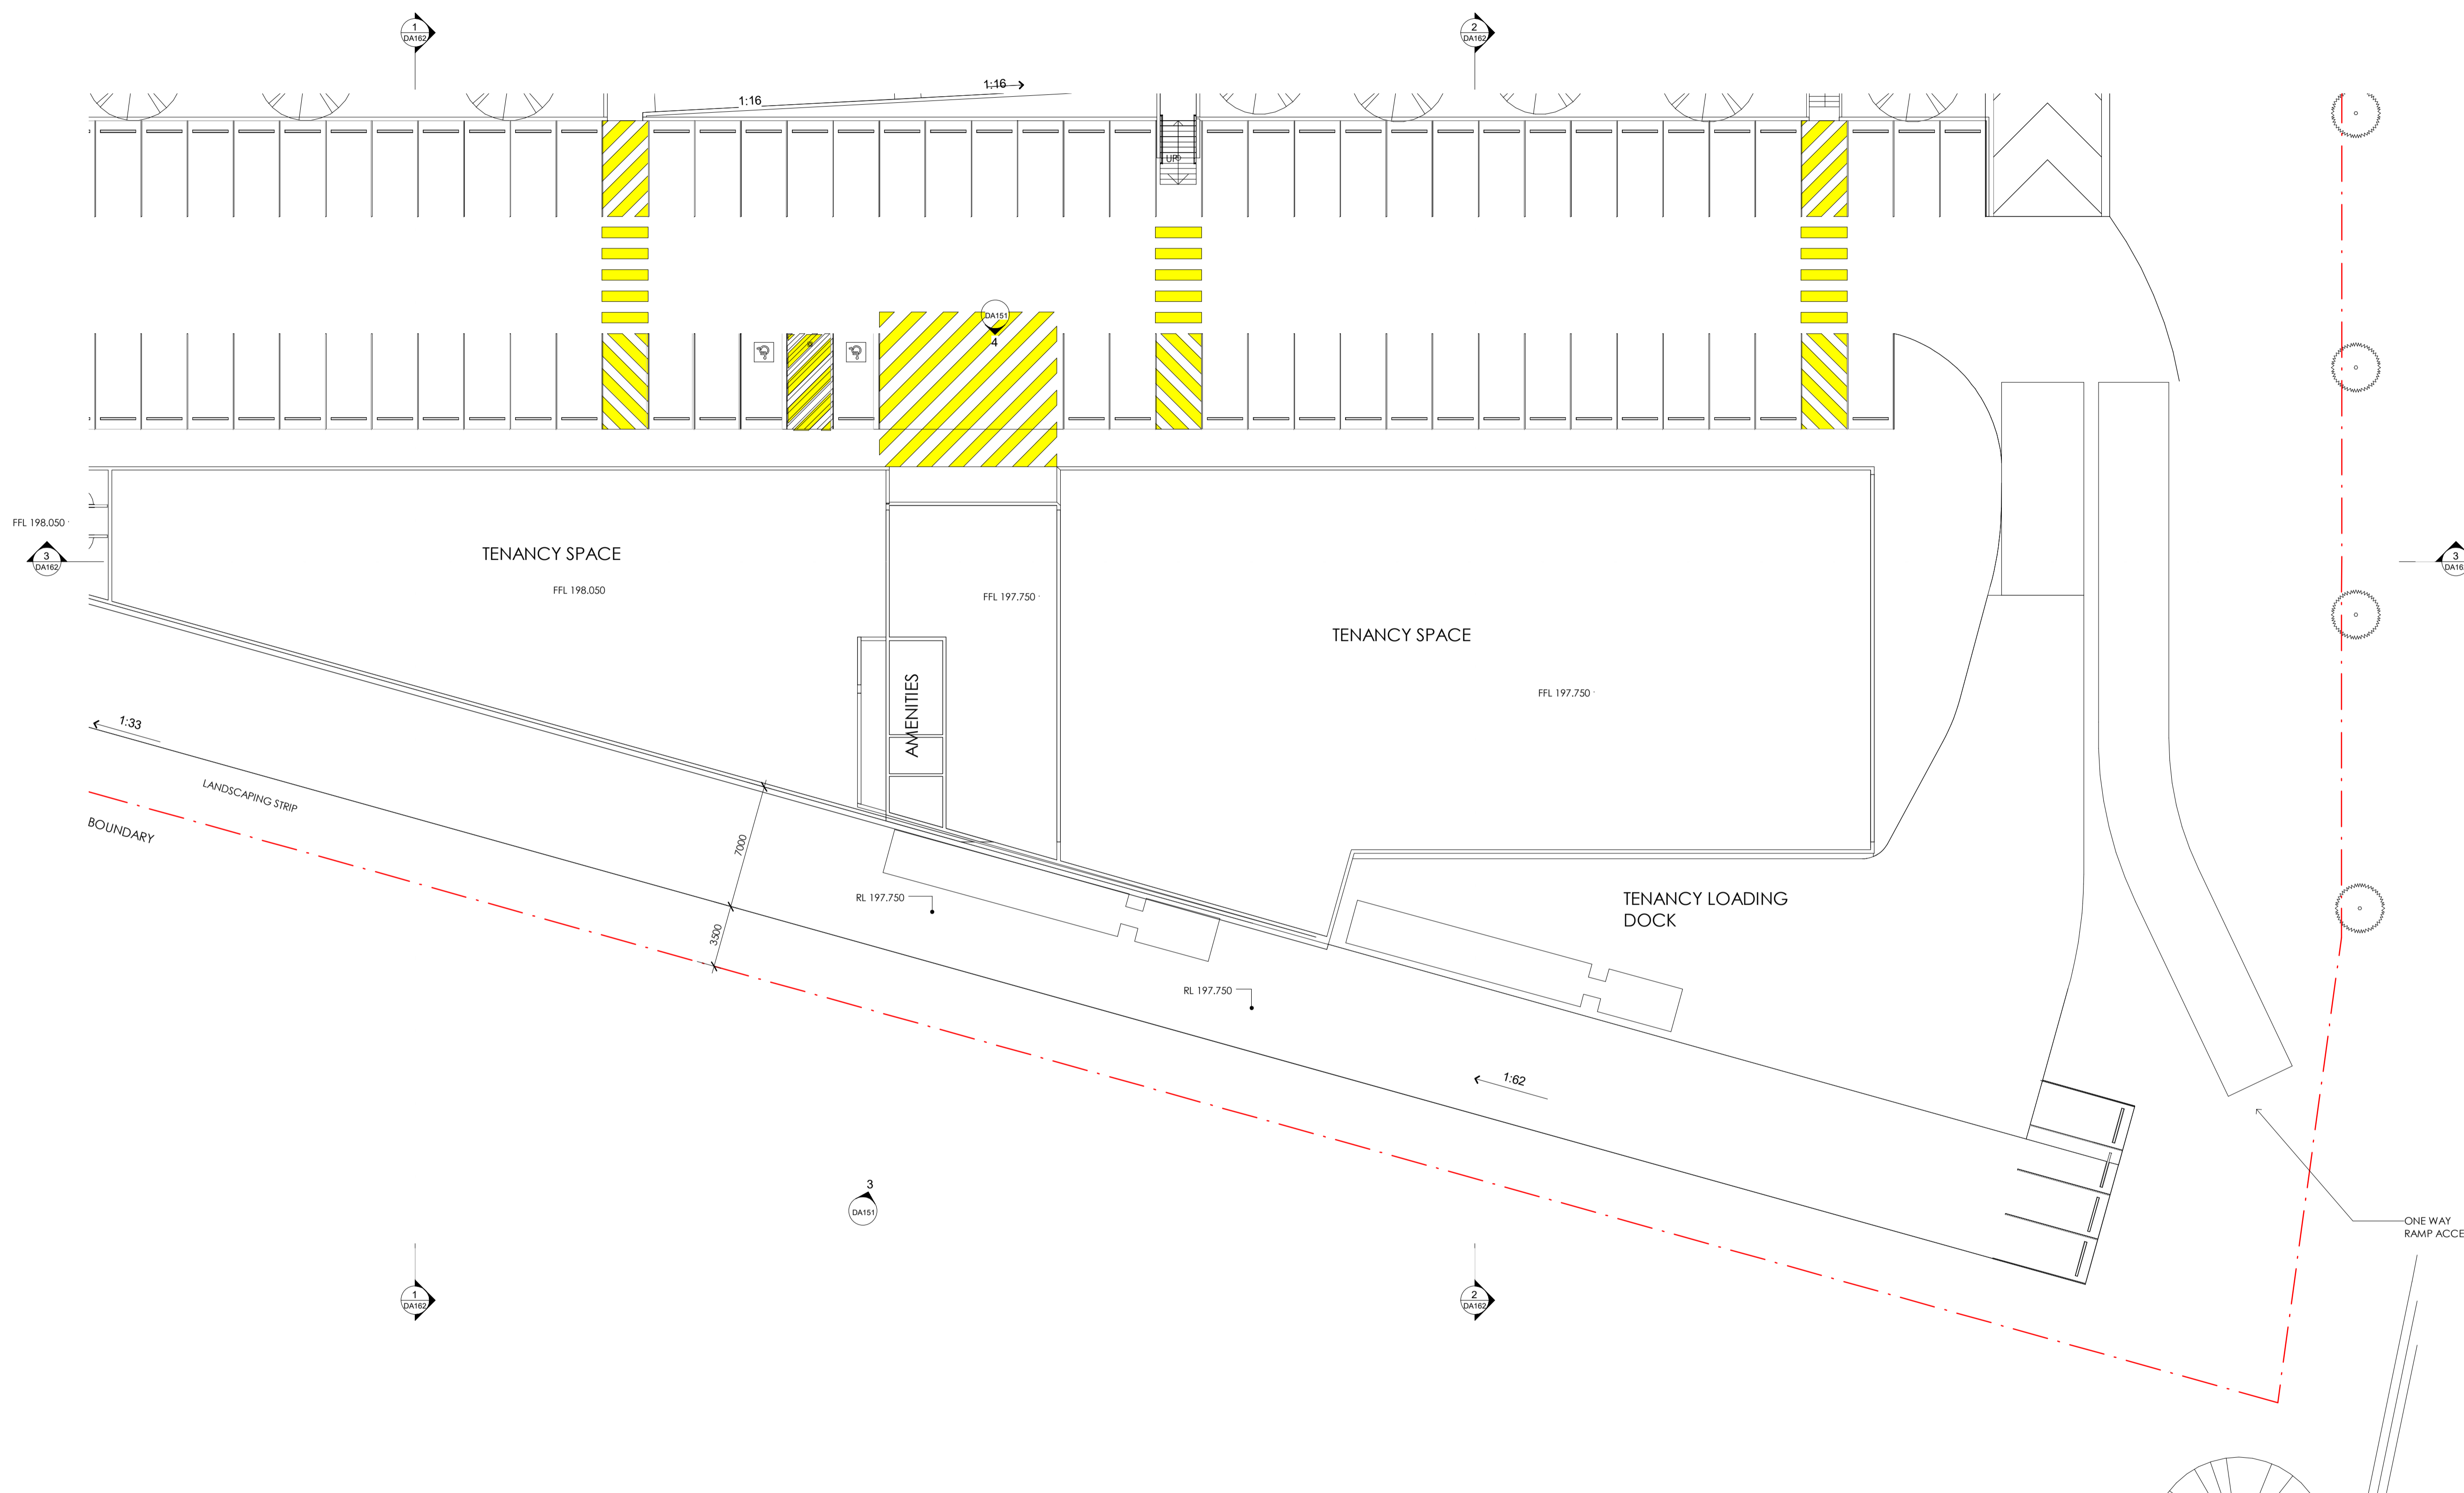 1
DA162
2
DA162
1:16
1:16
UP
DA151
4
FFL 198.050
3
DA162
TENANCY SPACE
FFL 198.050
FFL 197.750
TENANCY SPACE
FFL 197.750
3
DA16
AMENITIES
1:33
LANDSCAPING STRIP
BOUNDARY
7000
3500
RL 197.750
TENANCY LOADING
DOCK
RL 197.750
1:62
3
DA151
ONE WAY
RAMP ACCE
1
DA162
2
DA162